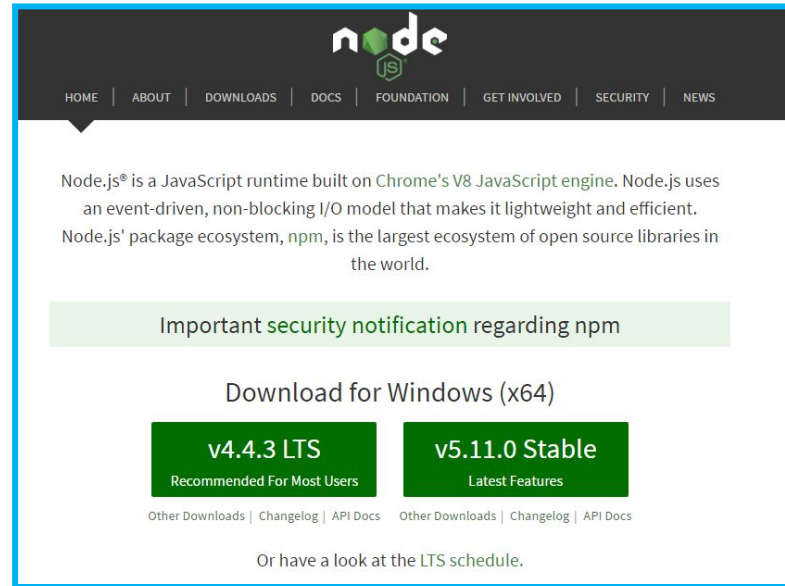 node
JS®
HOME | ABOUT | DOWNLOADS | DOCS | FOUNDATION | GET INVOLVED | SECURITY | NEWS
Node.js® is a JavaScript runtime built on Chrome's V8 JavaScript engine. Node.js uses
an event-driven, non-blocking I/O model that makes it lightweight and efficient.
Node.js' package ecosystem, npm, is the largest ecosystem of open source libraries in
the world.
Important security notification regarding npm
Download for Windows (x64)
v4.4.3 LTS
Recommended For Most Users
v5.11.0 Stable
Latest Features
Other Downloads | Changelog | API Docs
Other Downloads | Changelog | API Docs
Or have a look at the LTS schedule.